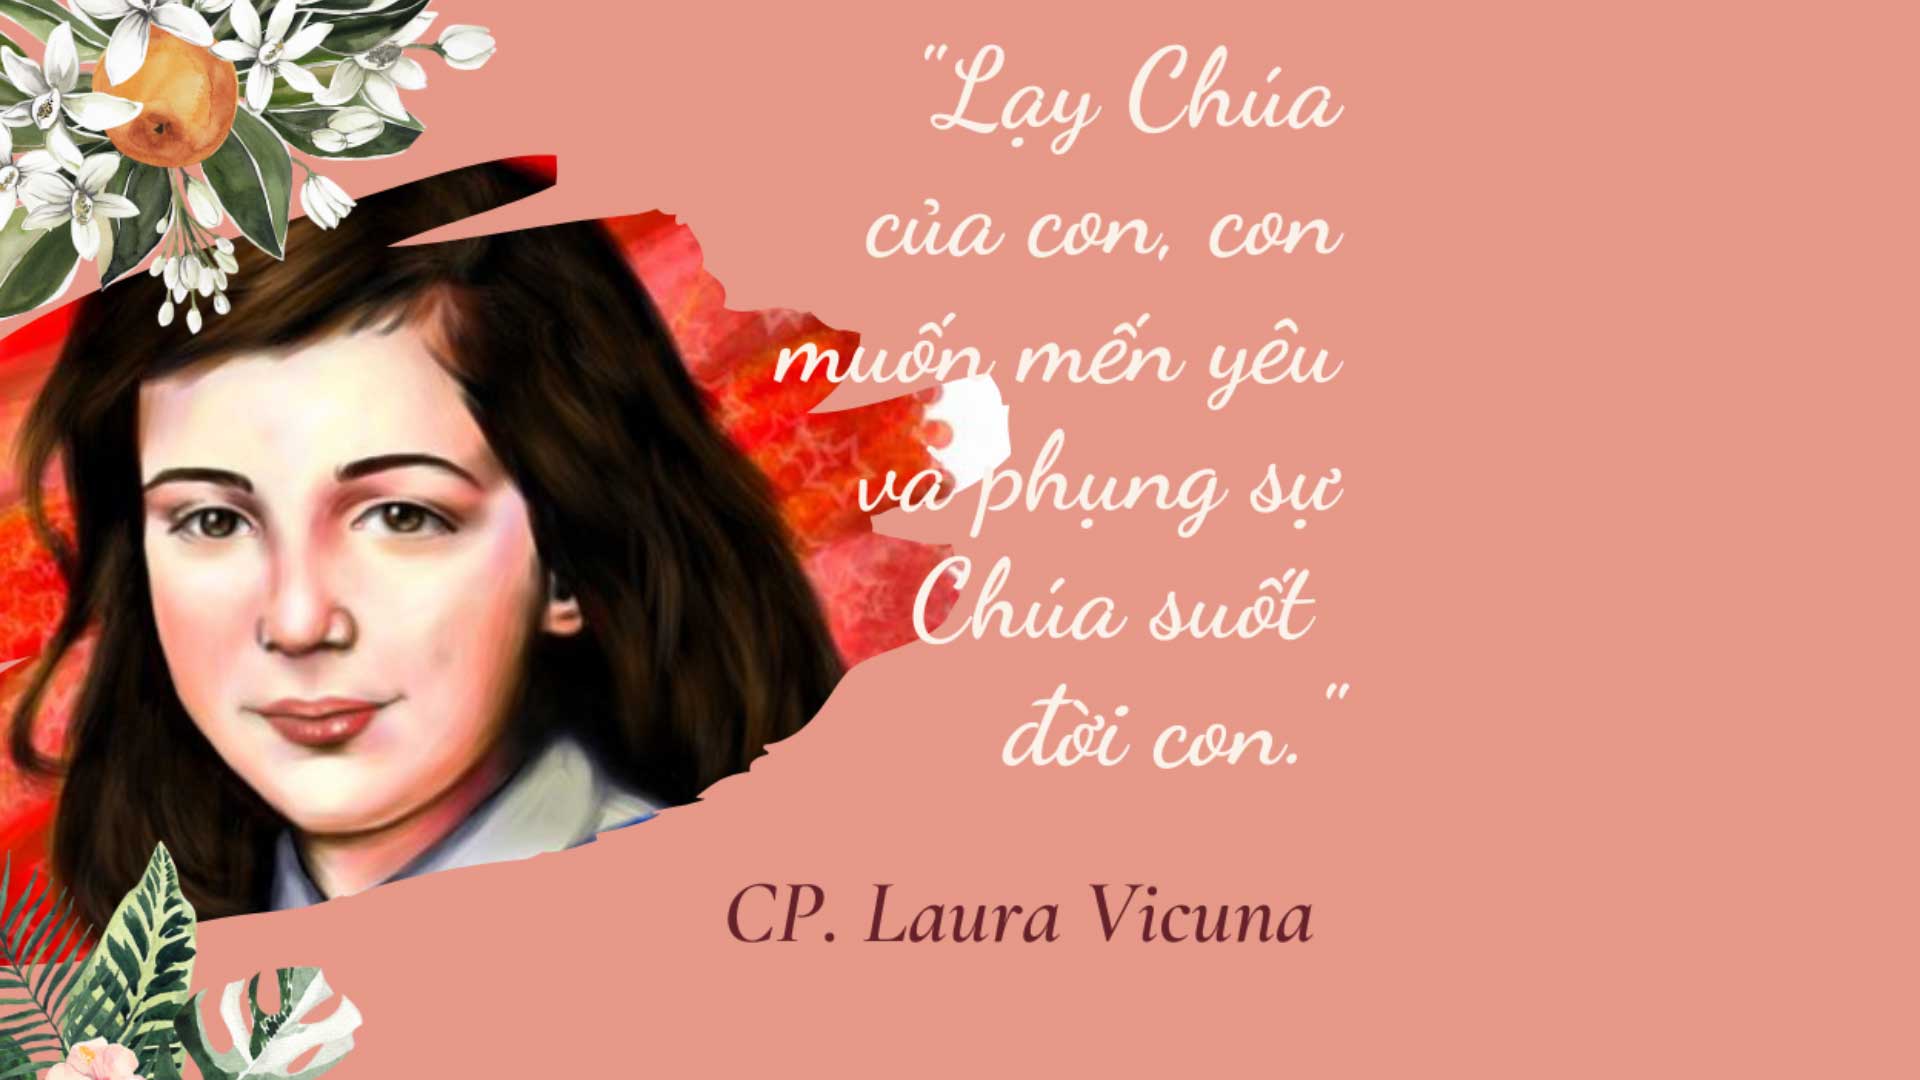 "Lạy Chúa
của con, con
muốn mến yêu
và phụng sự
Chúa suốt
đời con. "
CP. Laura Vicuna